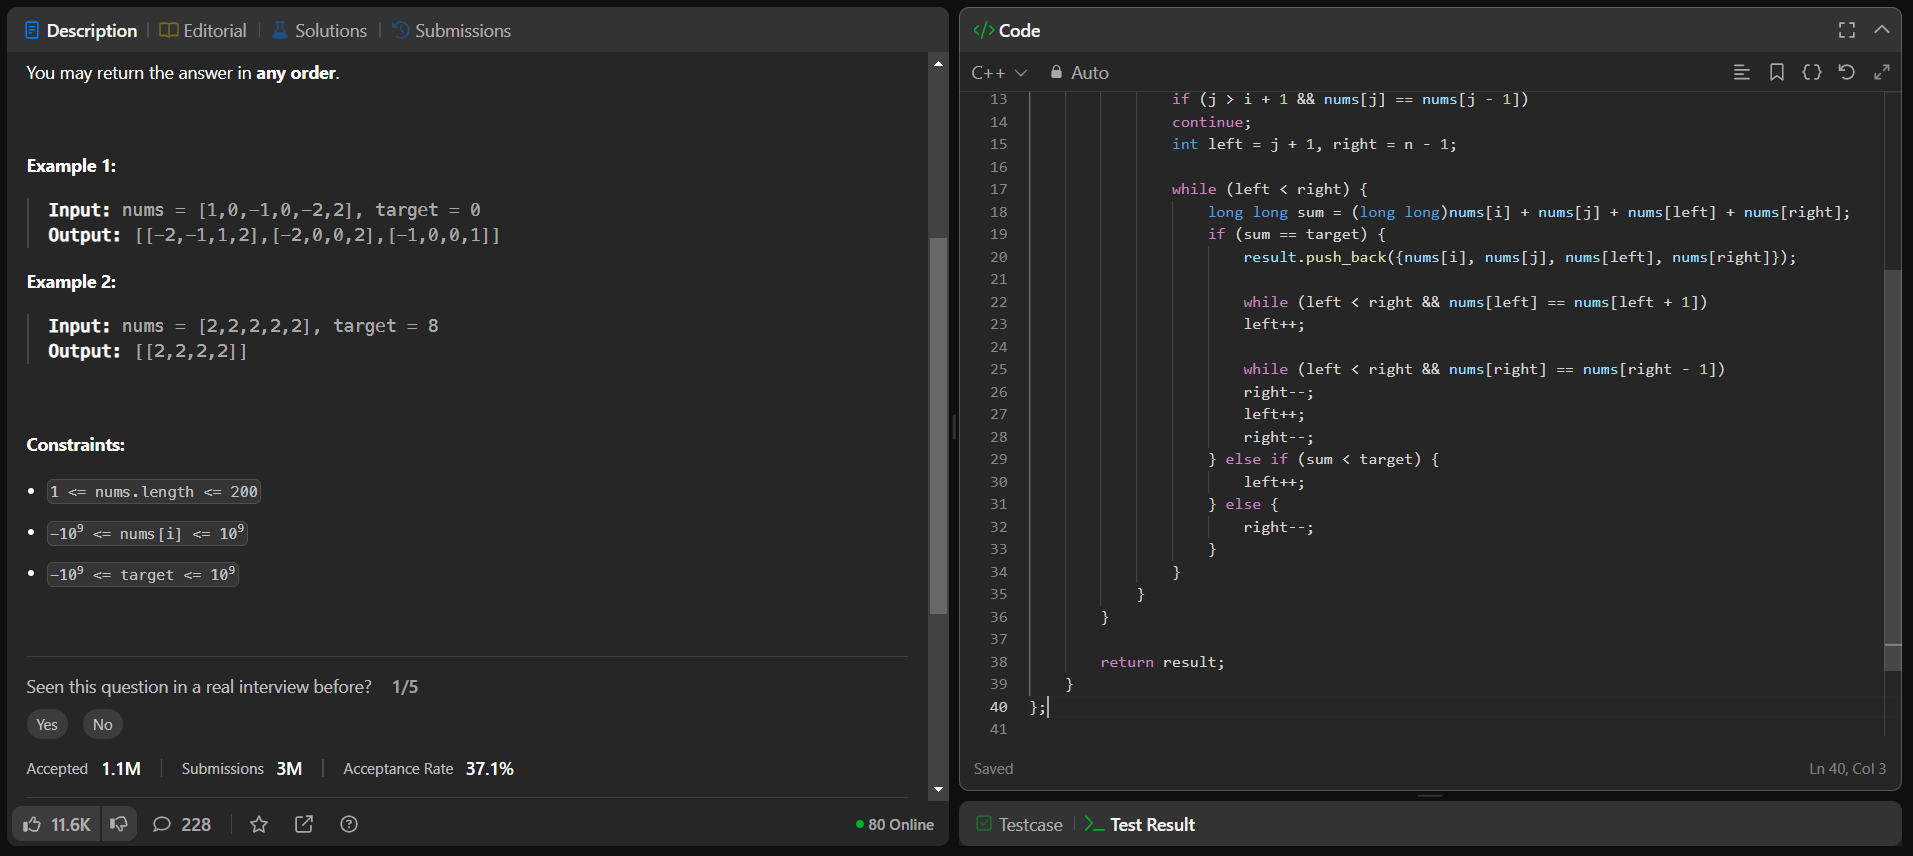 Description
Editorial
Solutions
Submissions
You may return the answer in any order.
Example 1:
Input: nums = [1,0,-1,0,-2,2], target = 0
Output: [[-2,-1,1,2],[-2,0,0,2],[-1,0,0,1]]
Example 2:
Input: nums = [2,2,2,2,2], target = 8
Output: [[2,2,2,2]]
Constraints:
• 1 <= nums.length <= 200
• -10⁹ <= nums[i] <= 10⁹
• -10⁹ <= target <= 10⁹
Seen this question in a real interview before? 1/5
Yes No
Accepted 1.1M Submissions 3M Acceptance Rate 37.1%
11.6K 228 80 Online
</> Code
C++ Auto
13 if (j > i + 1 && nums[j] == nums[j - 1])
14 continue;
15 int left = j + 1, right = n - 1;
16
17 while (left < right) {
18 long long sum = (long long)nums[i] + nums[j] + nums[left] + nums[right];
19 if (sum == target) {
20 result.push_back({nums[i], nums[j], nums[left], nums[right]});
21
22 while (left < right && nums[left] == nums[left + 1])
23 left++;
24
25 while (left < right && nums[right] == nums[right - 1])
26 right--;
27 left++;
28 right--;
29 } else if (sum < target) {
30 left++;
31 } else {
32 right--;
33 }
34 }
35 }
36 }
37
38 return result;
39 }
40 };
41
Saved Ln 40, Col 3
Testcase
>_ Test Result